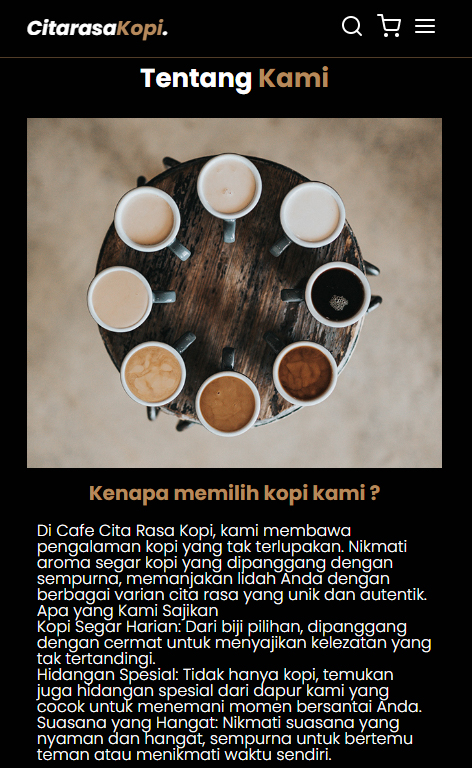 CitarasaKopi.
Tentang Kami
Kenapa memilih kopi kami ?
Di Cafe Cita Rasa Kopi, kami membawa
pengalaman kopi yang tak terlupakan. Nikmati
aroma segar kopi yang dipanggang dengan
sempurna, memanjakan lidah Anda dengan
berbagai varian cita rasa yang unik dan autentik.
Apa yang Kami Sajikan
Kopi Segar Harian: Dari biji pilihan, dipanggang
dengan cermat untuk menyajikan kelezatan yang
tak tertandingi.
Hidangan Spesial: Tidak hanya kopi, temukan
juga hidangan spesial dari dapur kami yang
cocok untuk menemani momen bersantai Anda.
Suasana yang Hangat: Nikmati suasana yang
nyaman dan hangat, sempurna untuk bertemu
teman atau menikmati waktu sendiri.